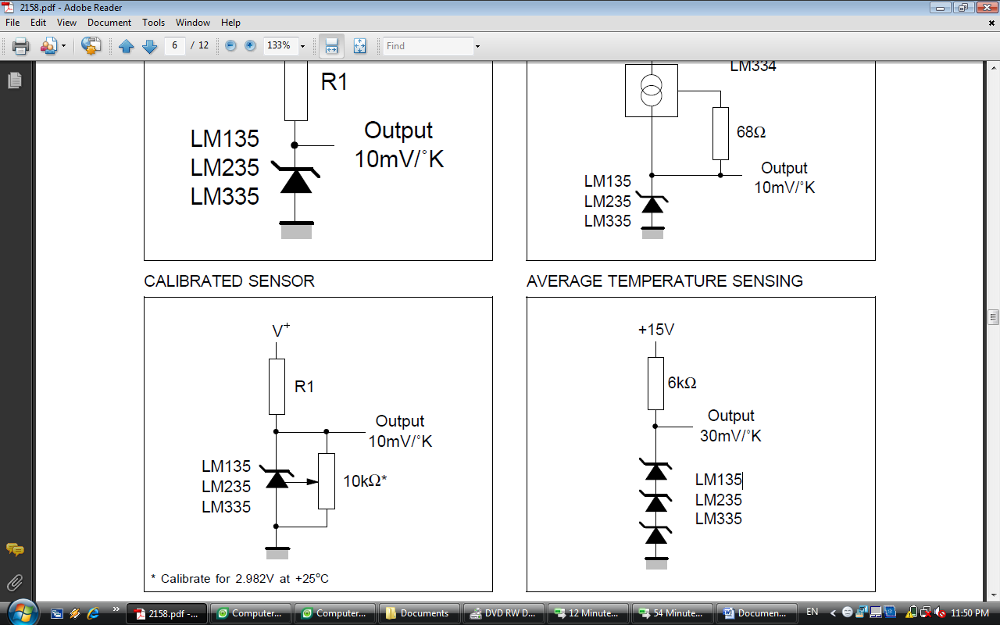 2158.pdf - Adobe Reader
File Edit View Document Tools Window Help
6 / 12 133% Find
R1
LM135
LM235
LM335
Output
10mV/˚K
LM334
68Ω
LM135
LM235
LM335
Output
10mV/˚K
CALIBRATED SENSOR
V+
R1
Output
10mV/˚K
LM135
LM235
LM335
10kΩ*
* Calibrate for 2.982V at +25°C
AVERAGE TEMPERATURE SENSING
+15V
6kΩ
Output
30mV/˚K
LM135
LM235
LM335
2158.pdf -... Computer... Computer... Documents DVD RW D... 12 Minute... 54 Minute... Documen... EN 11:50 PM